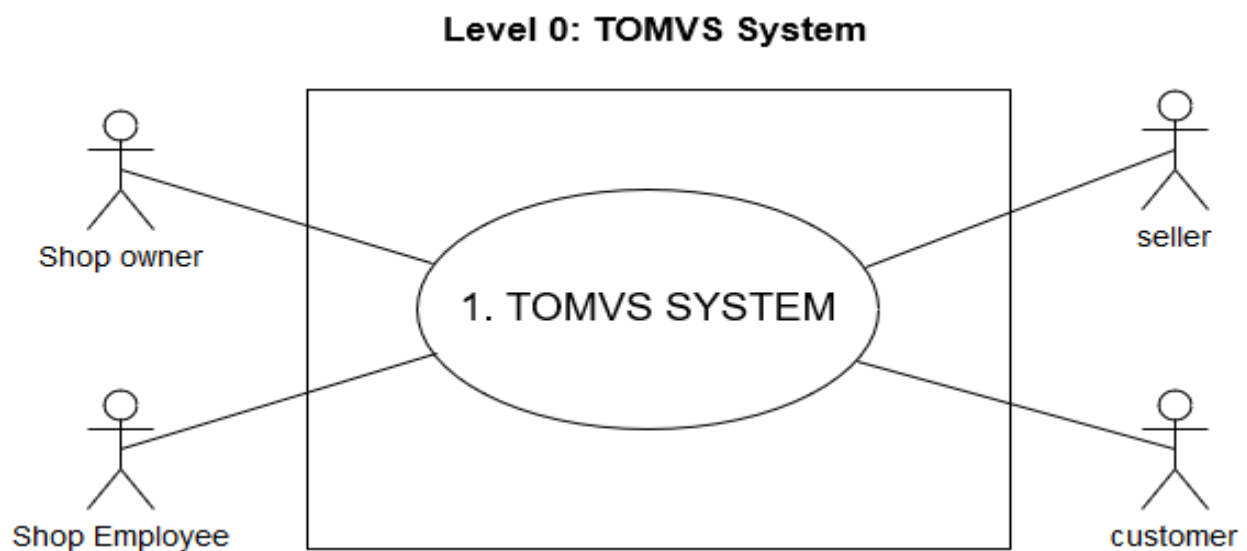 Level 0: TOMVS System
Shop owner
seller
1. TOMVS SYSTEM
Shop Employee
customer